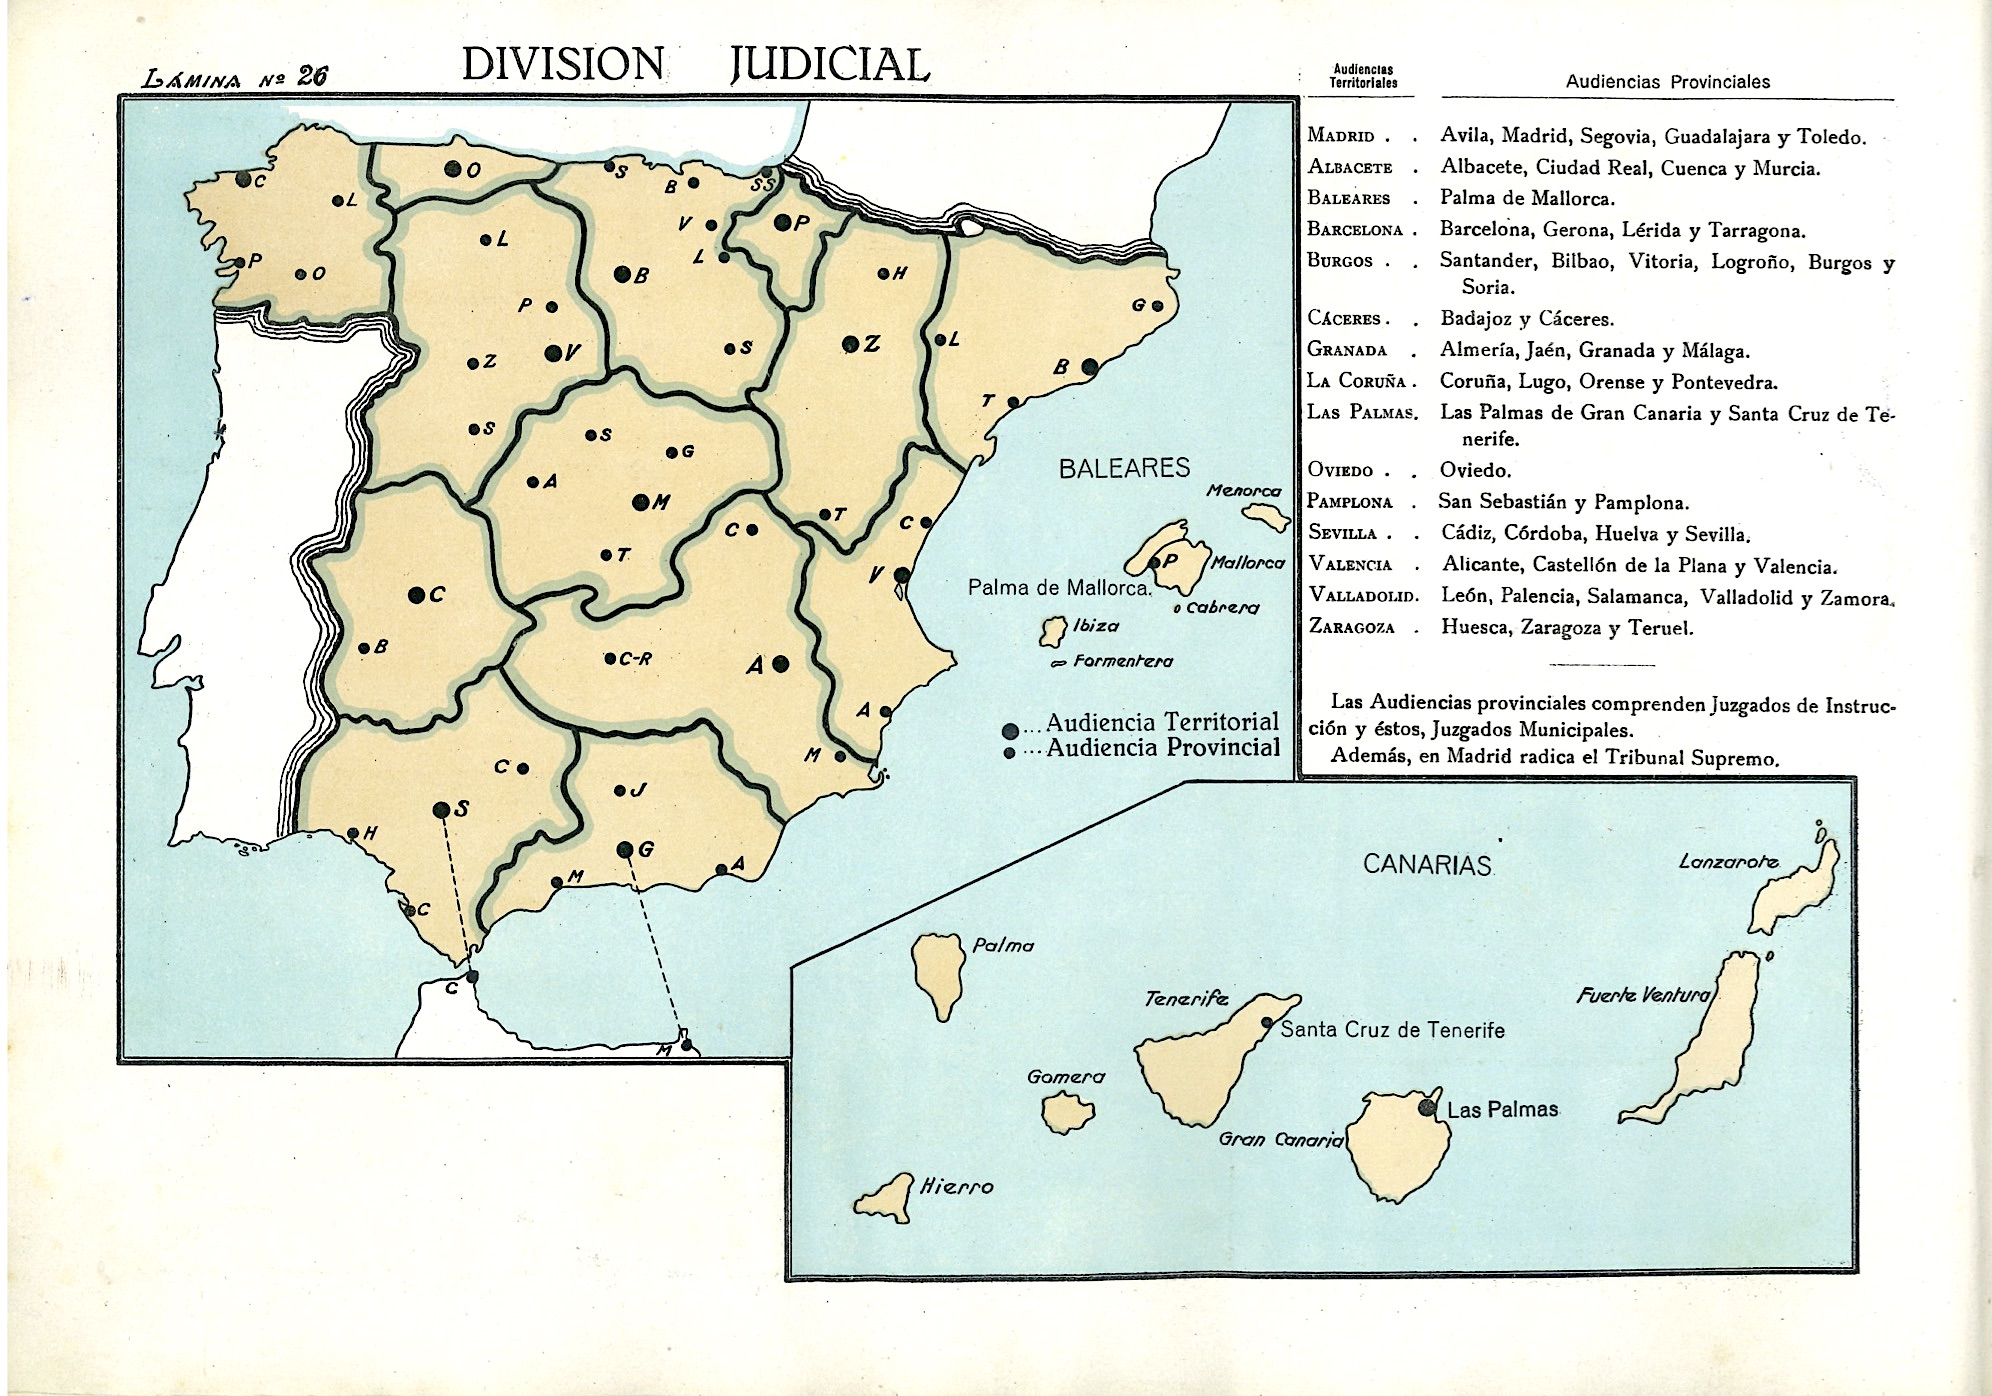 LÁMINA Nº 26
DIVISION JUDICIAL
Audiencias
Territoriales
Audiencias Provinciales
MADRID . . Avila, Madrid, Segovia, Guadalajara y Toledo.
ALBACETE . Albacete, Ciudad Real, Cuenca y Murcia.
BALEARES . Palma de Mallorca.
BARCELONA . Barcelona, Gerona, Lérida y Tarragona.
BURGOS . . Santander, Bilbao, Vitoria, Logroño, Burgos y
Soria.
CÁCERES . . Badajoz y Cáceres.
GRANADA . Almería, Jaén, Granada y Málaga.
LA CORUÑA . Coruña, Lugo, Orense y Pontevedra.
LAS PALMAS. Las Palmas de Gran Canaria y Santa Cruz de Te-
nerife.
OVIEDO . . Oviedo.
PAMPLONA . San Sebastián y Pamplona.
SEVILLA . . Cádiz, Córdoba, Huelva y Sevilla.
VALENCIA . Alicante, Castellón de la Plana y Valencia.
VALLADOLID. León, Palencia, Salamanca, Valladolid y Zamora.
ZARAGOZA . Huesca, Zaragoza y Teruel.
Las Audiencias provinciales comprenden Juzgados de Instruc-
ción y éstos, Juzgados Municipales.
Además, en Madrid radica el Tribunal Supremo.
C
L
P
O
O
S
B
SS
V
L
P
B
S
L
P
Z
V
S
H
Z
T
L
G
B
T
S
G
A
M
T
C
C-R
A
M
C
V
A
C
B
C
S
H
C
J
G
M
A
C
M
BALEARES
Menorca
Mallorca
P
Palma de Mallorca.
Cabrera
Ibiza
Formentera
... Audiencia Territorial
... Audiencia Provincial
CANARIAS
Lanzarote
Palma
Tenerife
Fuerte Ventura
Santa Cruz de Tenerife
Gomera
Las Palmas
Gran Canaria
Hierro